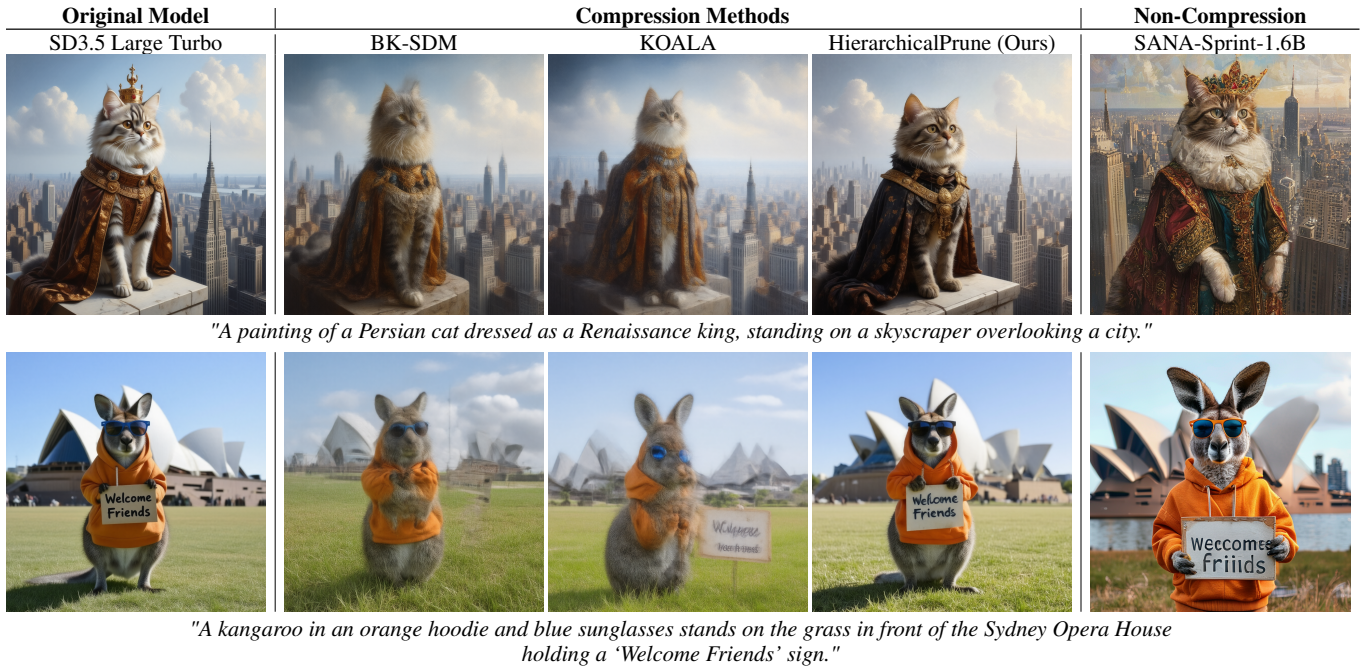 Original Model Compression Methods Non-Compression
SD3.5 Large Turbo BK-SDM KOALA HierarchicalPrune (Ours) SANA-Sprint-1.6B
"A painting of a Persian cat dressed as a Renaissance king, standing on a skyscraper overlooking a city."
Welcome
Friends
Welcome
Friends
Weccome
Friiids
"A kangaroo in an orange hoodie and blue sunglasses stands on the grass in front of the Sydney Opera House
holding a ‘Welcome Friends’ sign."